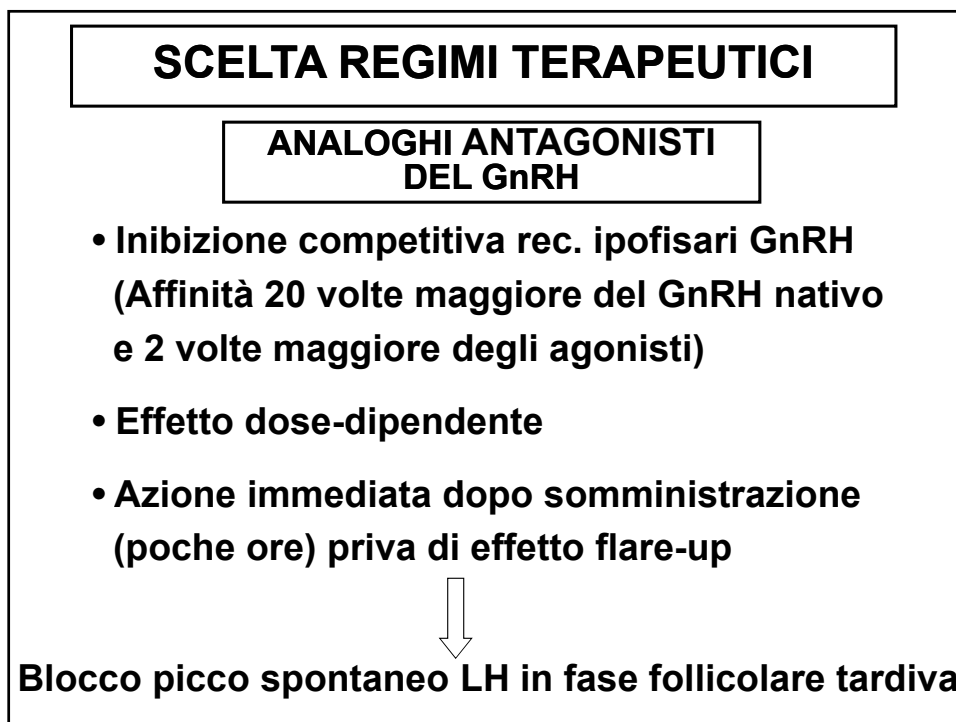 SCELTA REGIMI TERAPEUTICI
ANALOGHI ANTAGONISTI
DEL GnRH
• Inibizione competitiva rec. ipofisari GnRH
(Affinità 20 volte maggiore del GnRH nativo
e 2 volte maggiore degli agonisti)
• Effetto dose-dipendente
• Azione immediata dopo somministrazione
(poche ore) priva di effetto flare-up
Blocco picco spontaneo LH in fase follicolare tardiva